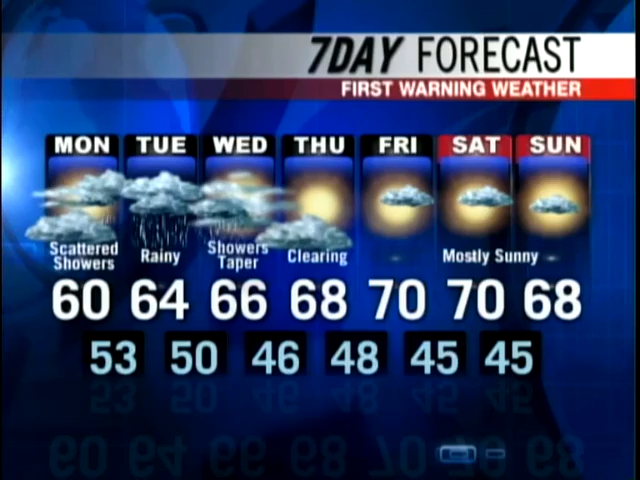 7DAY FORECAST
FIRST WARNING WEATHER
MON TUE WED THU FRI SAT SUN
Scattered Showers
Rainy
Showers Taper
Clearing
Mostly Sunny
60 64 66 68 70 70 68
53 50 46 48 45 45